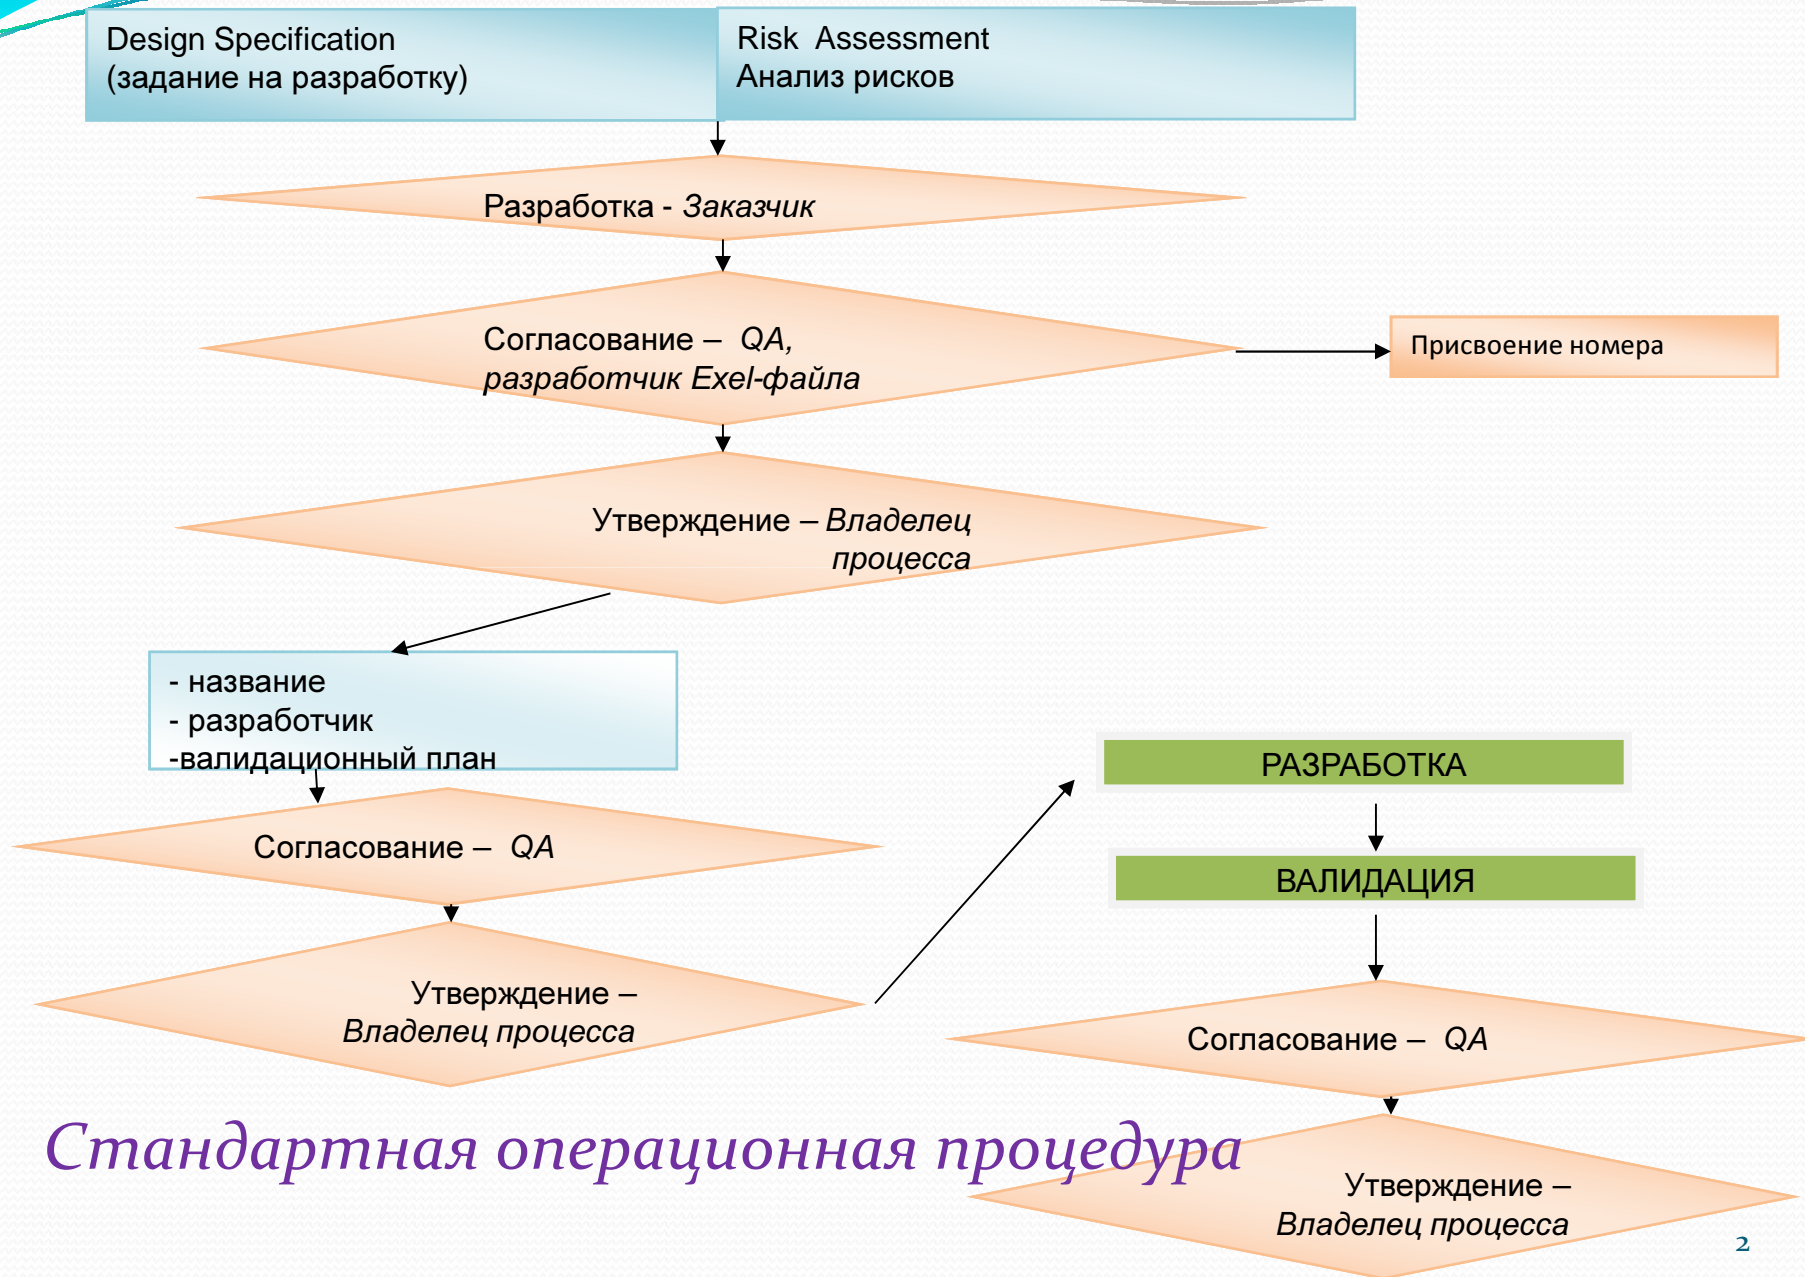 Design Specification
(задание на разработку)
Risk Assessment
Анализ рисков
Разработка - Заказчик
Согласование – QA,
разработчик Exel-файла
Присвоение номера
Утверждение – Владелец
процесса
- название
- разработчик
-валидационный план
Согласование – QA
Утверждение –
Владелец процесса
РАЗРАБОТКА
ВАЛИДАЦИЯ
Согласование – QA
Утверждение –
Владелец процесса
Стандартная операционная процедура
2